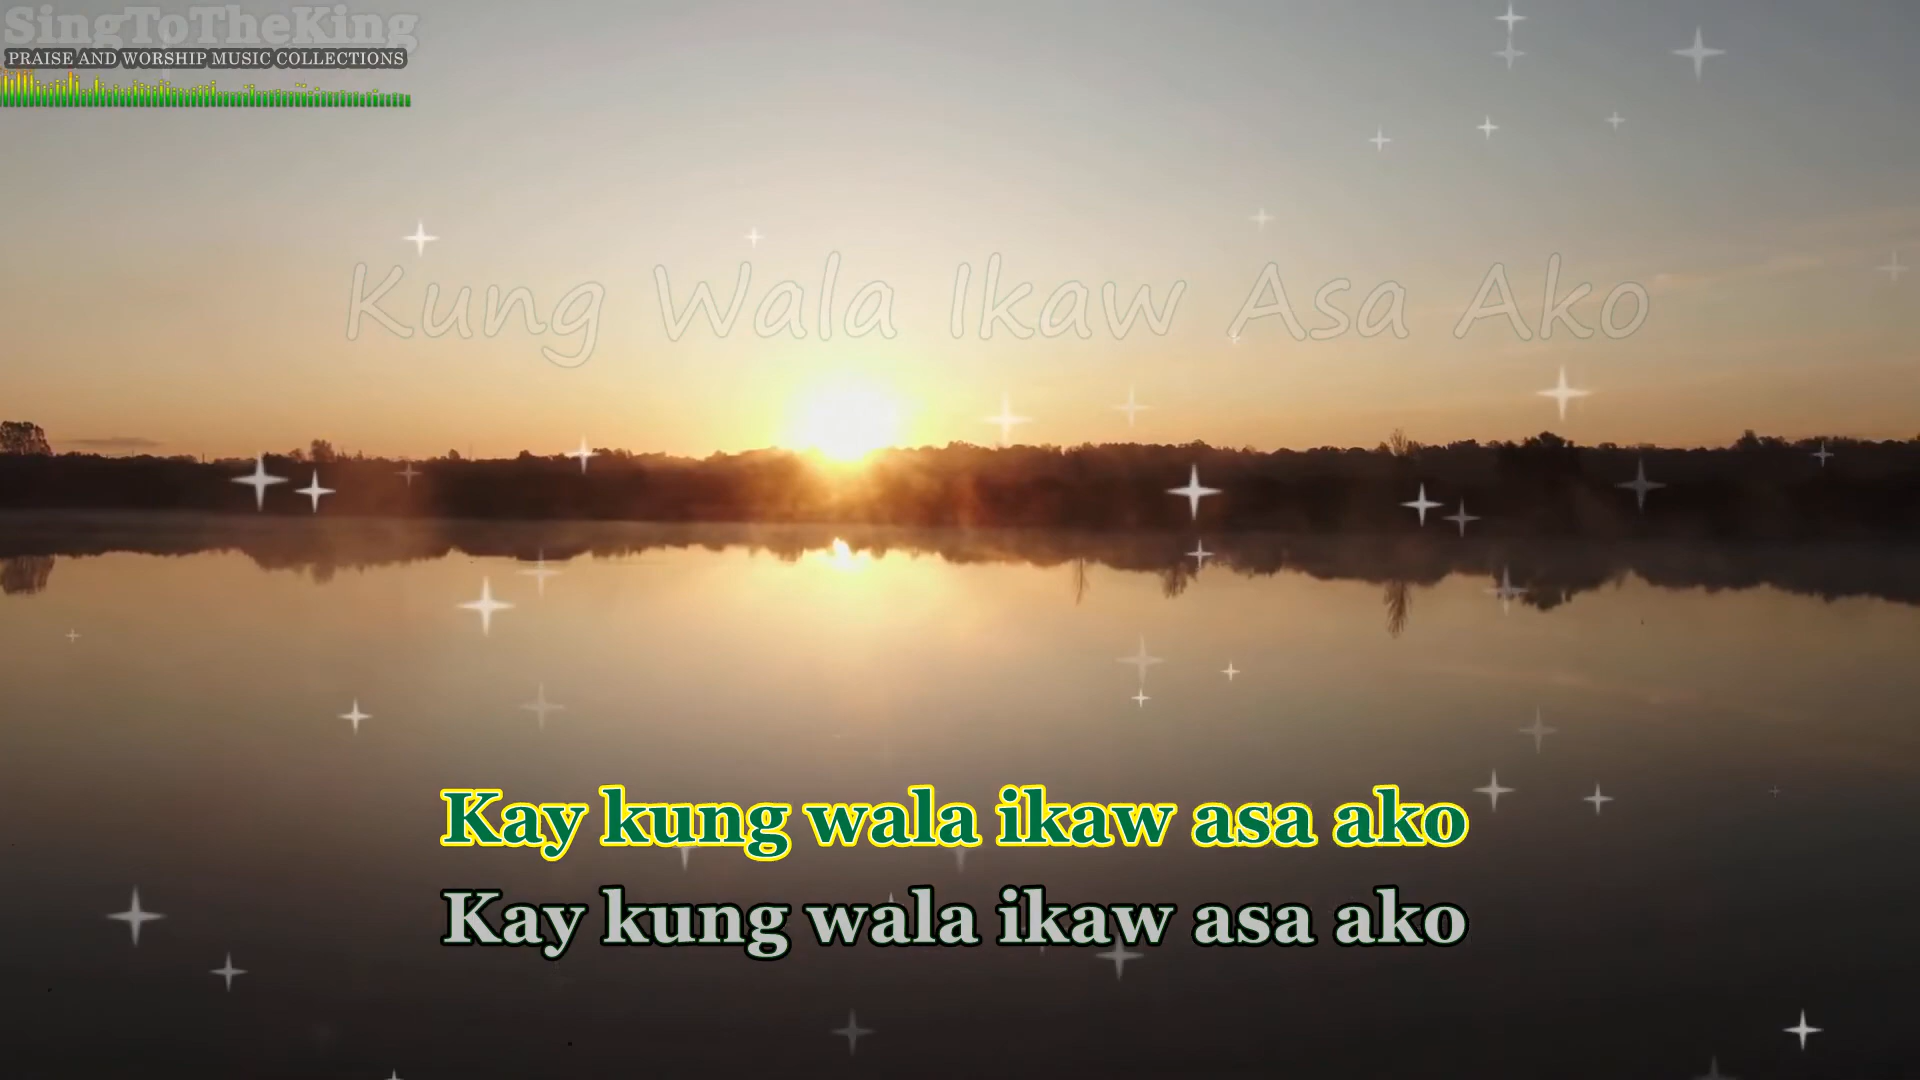 SingToTheKing
PRAISE AND WORSHIP MUSIC COLLECTIONS
Kung Wala Ikaw Asa Ako
Kay kung wala ikaw asa ako
Kay kung wala ikaw asa ako